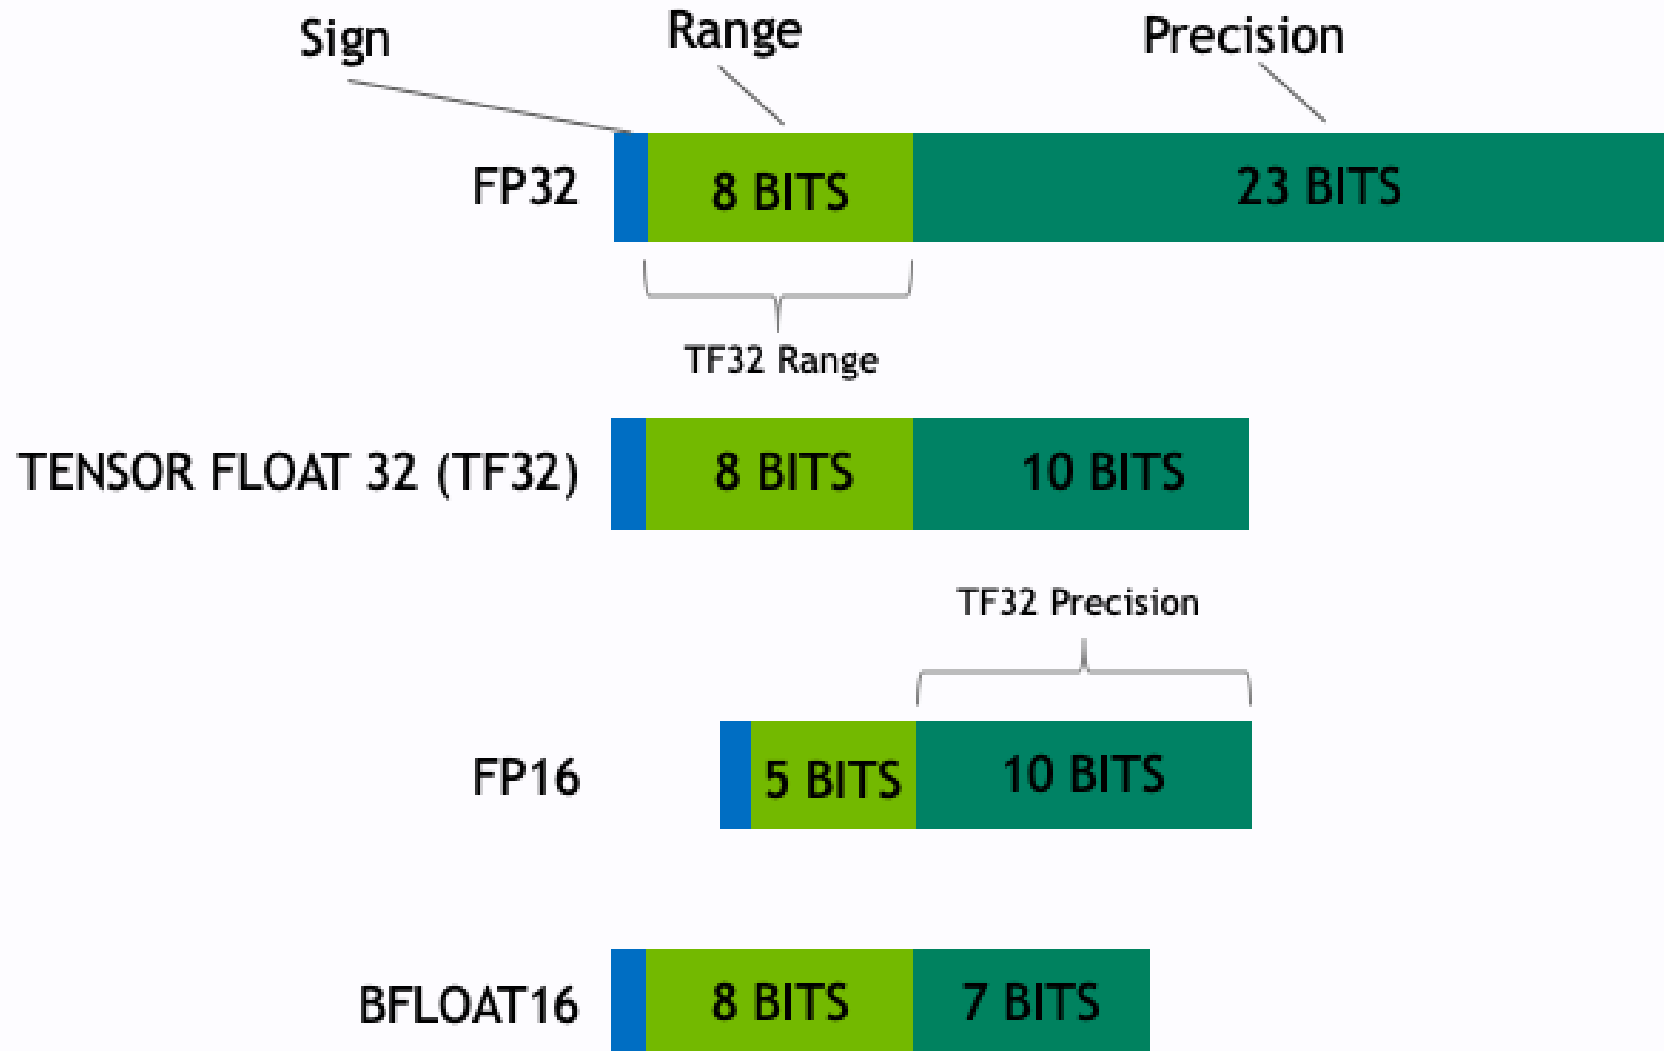 Sign
Range
Precision
FP32
8 BITS
23 BITS
TF32 Range
TENSOR FLOAT 32 (TF32)
8 BITS
10 BITS
TF32 Precision
FP16
5 BITS
10 BITS
BFLOAT16
8 BITS
7 BITS